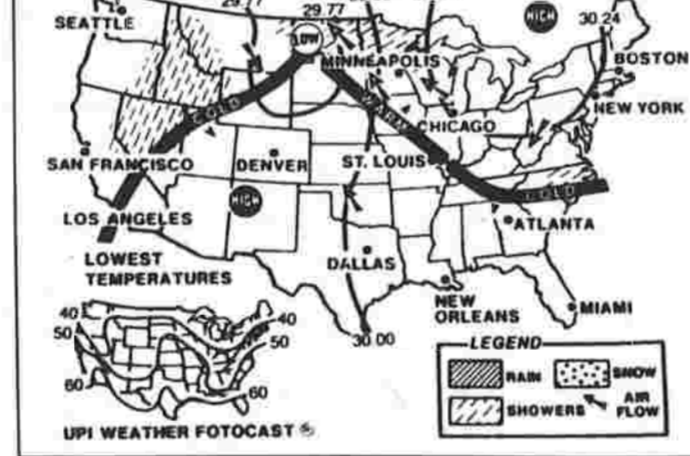 29.77
30.24
SEATTLE
HIGH
LOW
BOSTON
MINNEAPOLIS
COLD
WARM
NEW YORK
CHICAGO
SAN FRANCISCO
DENVER
ST. LOUIS
COLD
HIGH
LOS ANGELES
ATLANTA
LOWEST
TEMPERATURES
DALLAS
NEW
ORLEANS
MIAMI
30.00
40
50
60
40
50
60
LEGEND
RAIN
SNOW
SHOWERS
AIR
FLOW
UPI WEATHER FOTOCAST